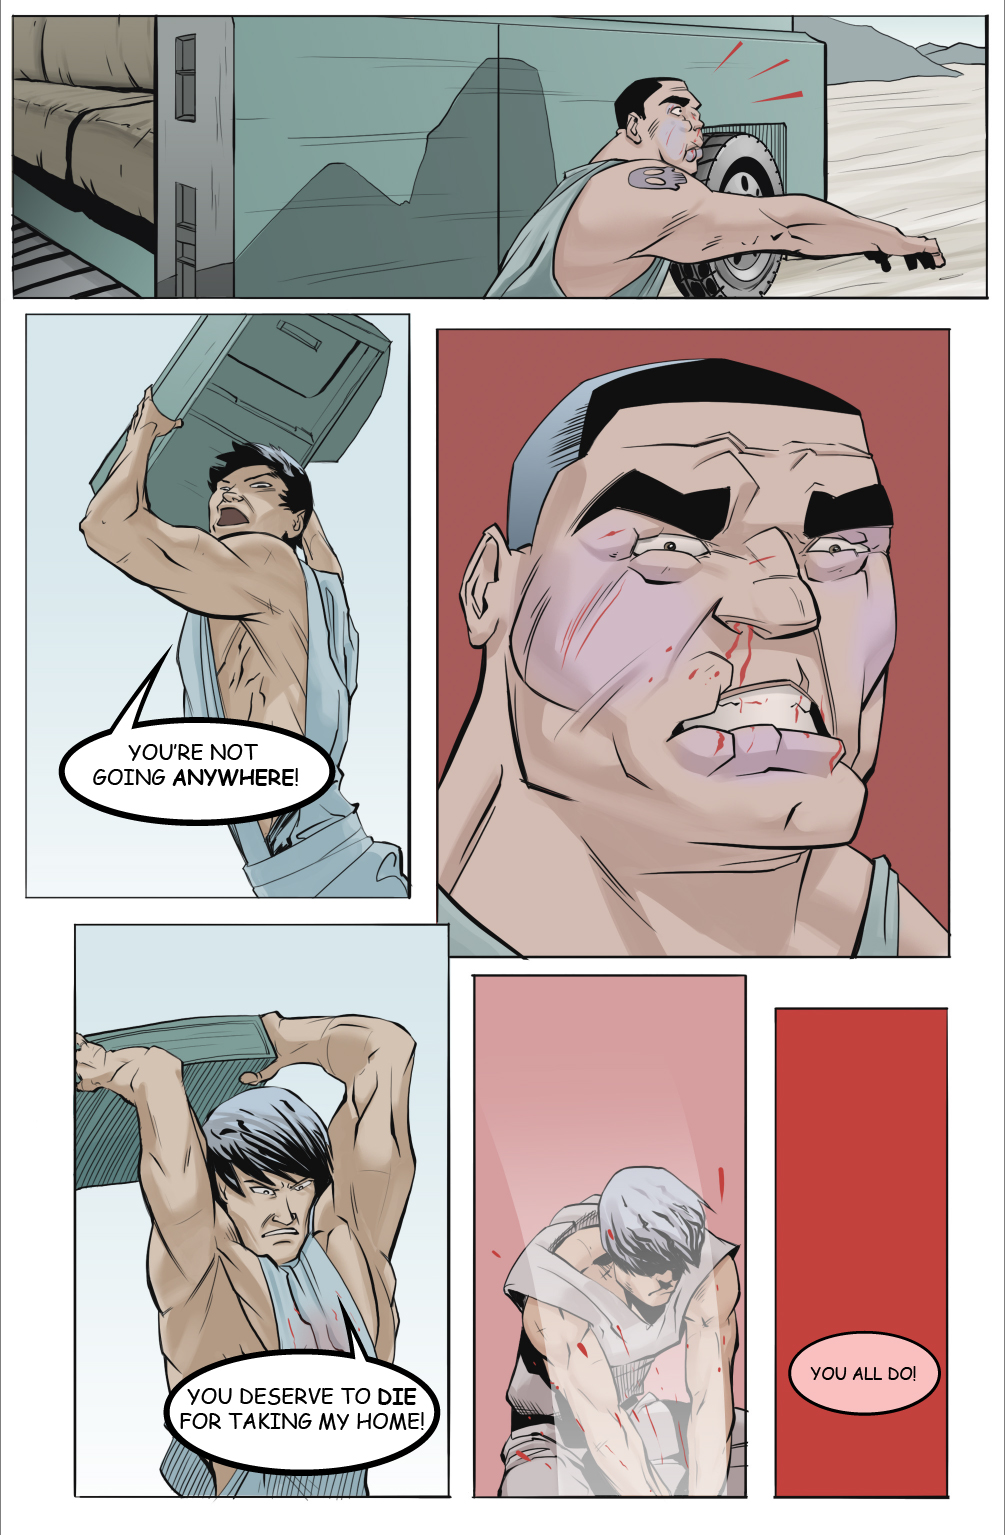 YOU'RE NOT
GOING ANYWHERE!
YOU DESERVE TO DIE
FOR TAKING MY HOME!
YOU ALL DO!